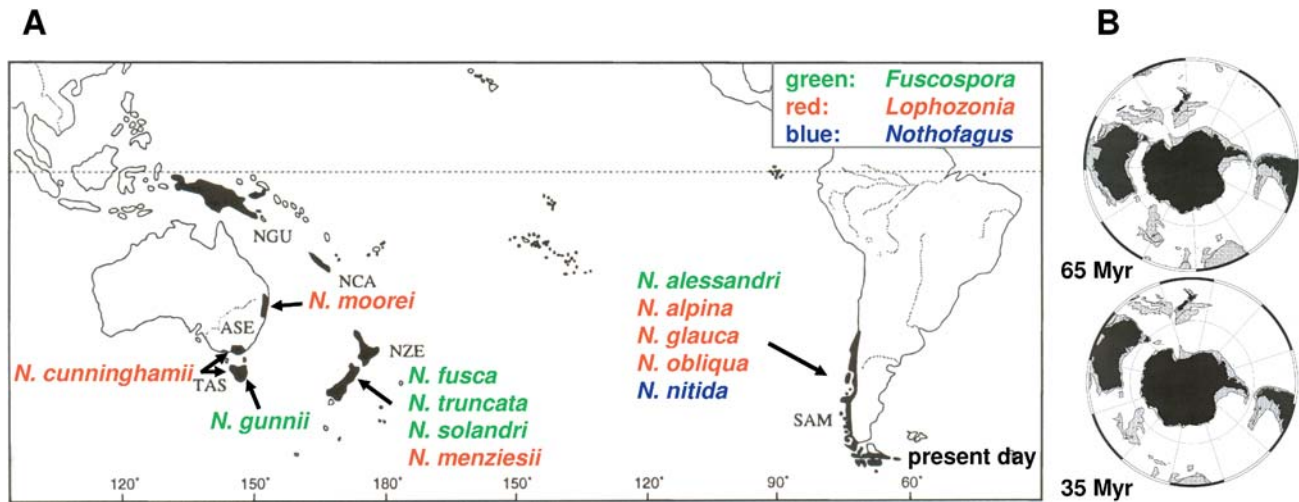 A
B
green: Fuscospora
red: Lophozonia
blue: Nothofagus
NGU
NCA
N. moorei
ASE
N. cunninghamii
TAS
N. gunnii
NZE
N. fusca
N. truncata
N. solandri
N. menziesii
N. alessandri
N. alpina
N. glauca
N. obliqua
N. nitida
SAM
present day
120° 150° 180° 150° 120° 90° 60°
65 Myr
35 Myr